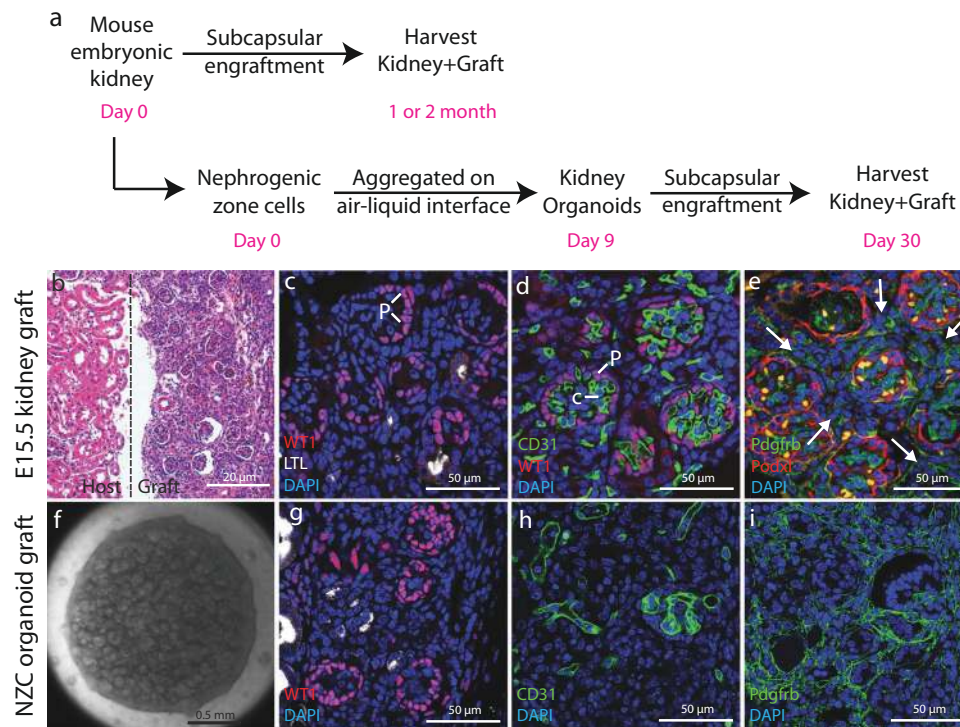 a
Mouse
embryonic
kidney
Day 0
Subcapsular
engraftment
Harvest
Kidney+Graft
1 or 2 month
Nephrogenic
zone cells
Day 0
Aggregated on
air-liquid interface
Kidney
Organoids
Day 9
Subcapsular
engraftment
Harvest
Kidney+Graft
Day 30
E15.5 kidney graft
b
Host
Graft
20 µm
c
P
WT1
LTL
DAPI
50 µm
d
P
c
CD31
WT1
DAPI
50 µm
e
Pdgfrb
Podxl
DAPI
50 µm
NZC organoid graft
f
0.5 mm
g
WT1
DAPI
50 µm
h
CD31
DAPI
50 µm
i
Pdgfrb
DAPI
50 µm